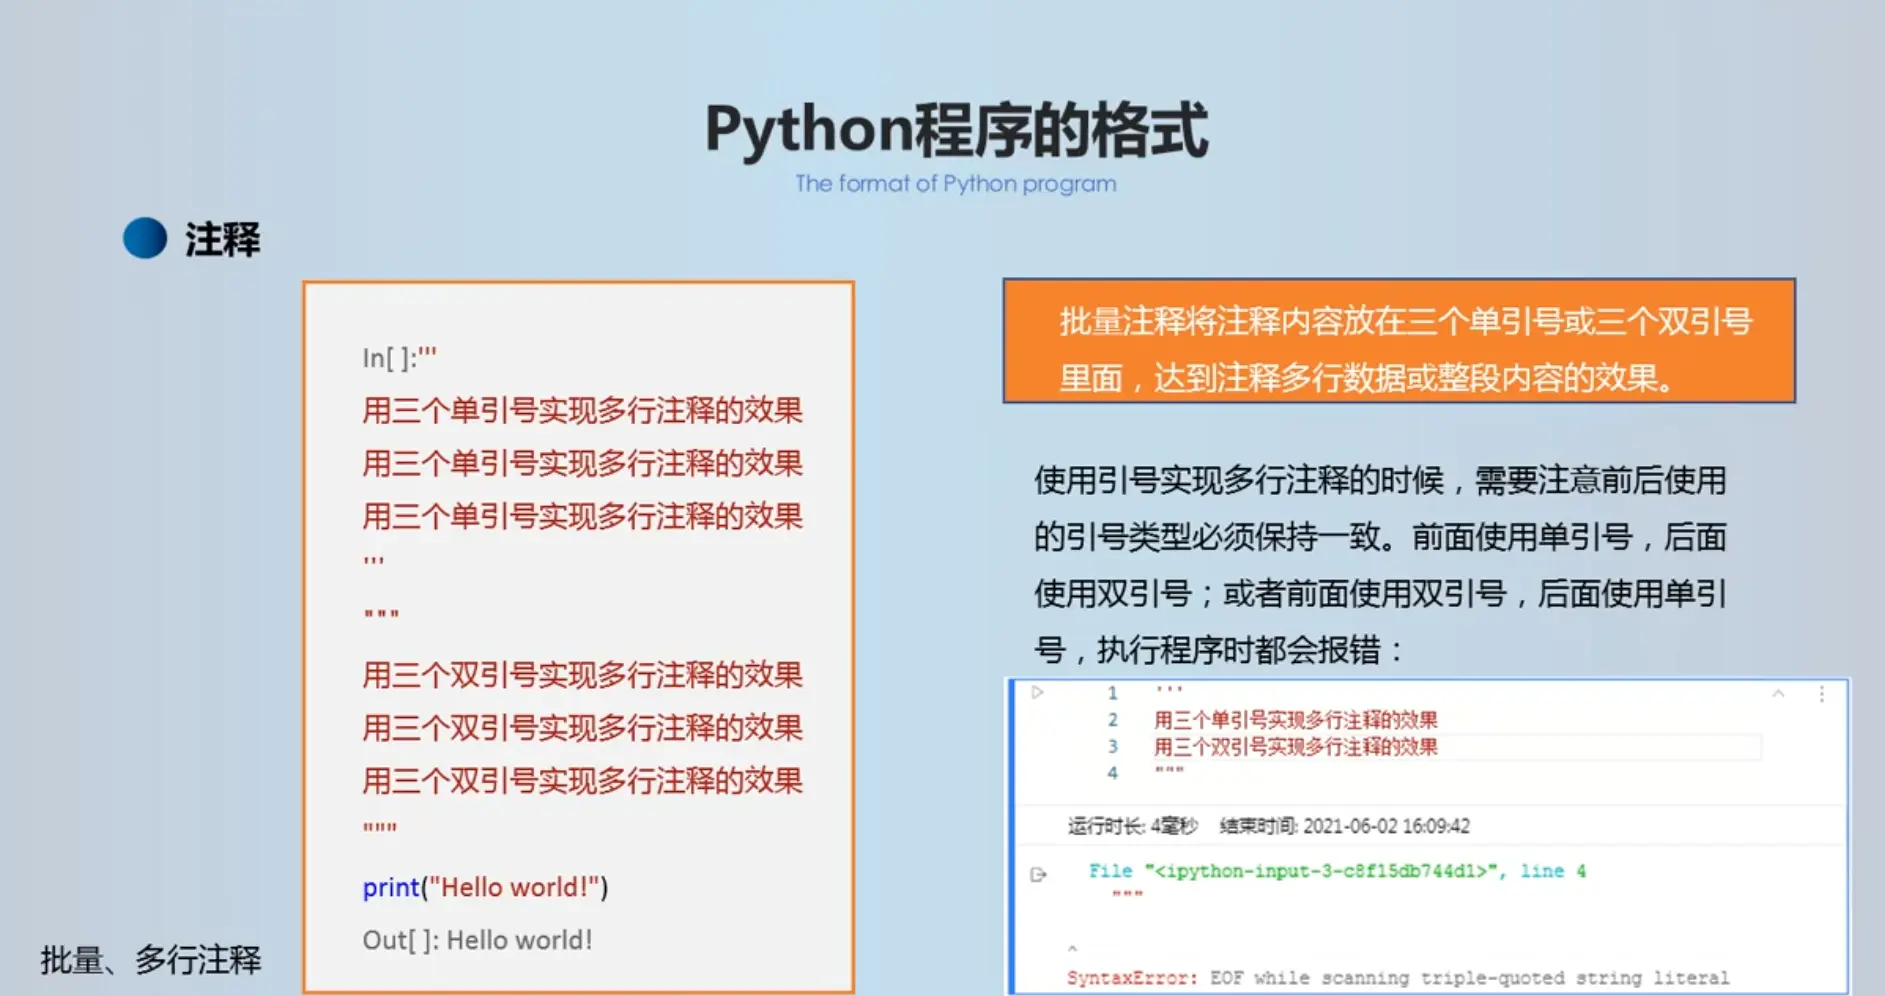 Python程序的格式
The format of Python program
注释
In[ ]:'''
用三个单引号实现多行注释的效果
用三个单引号实现多行注释的效果
用三个单引号实现多行注释的效果
'''
"""
用三个双引号实现多行注释的效果
用三个双引号实现多行注释的效果
用三个双引号实现多行注释的效果
"""
print("Hello world!")
Out[ ]: Hello world!
批量、多行注释
批量注释将注释内容放在三个单引号或三个双引号
里面，达到注释多行数据或整段内容的效果。
使用引号实现多行注释的时候，需要注意前后使用
的引号类型必须保持一致。前面使用单引号，后面
使用双引号；或者前面使用双引号，后面使用单引
号，执行程序时都会报错：
1 '''
2 用三个单引号实现多行注释的效果
3 用三个双引号实现多行注释的效果
4 """
运行时长: 4毫秒 结束时间: 2021-06-02 16:09:42
File "<ipython-input-3-c8f15db744d1>", line 4
"""
^
SyntaxError: EOF while scanning triple-quoted string literal